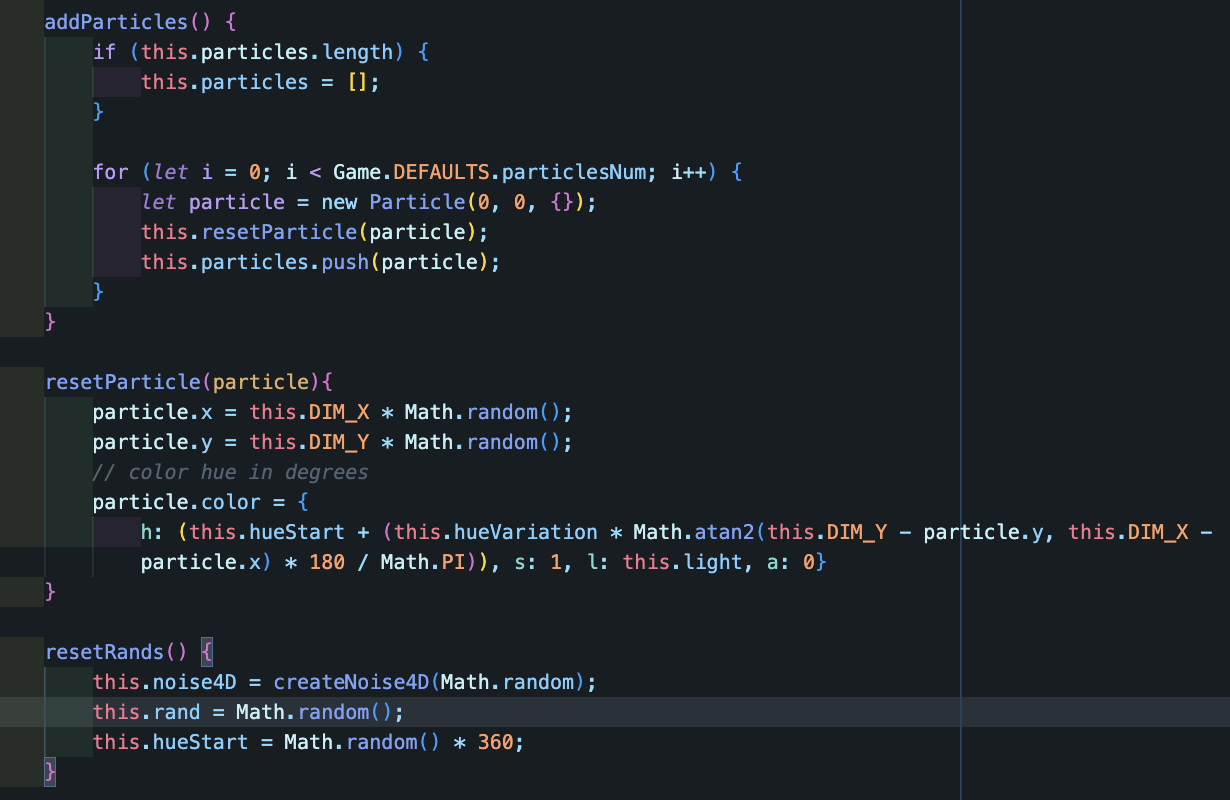 addParticles() {
    if (this.particles.length) {
        this.particles = [];
    }

    for (let i = 0; i < Game.DEFAULTS.particlesNum; i++) {
        let particle = new Particle(0, 0, {});
        this.resetParticle(particle);
        this.particles.push(particle);
    }
}

resetParticle(particle){
    particle.x = this.DIM_X * Math.random();
    particle.y = this.DIM_Y * Math.random();
    // color hue in degrees
    particle.color = {
        h: (this.hueStart + (this.hueVariation * Math.atan2(this.DIM_Y - particle.y, this.DIM_X -
        particle.x) * 180 / Math.PI)), s: 1, l: this.light, a: 0}
}

resetRands() {
    this.noise4D = createNoise4D(Math.random);
    this.rand = Math.random();
    this.hueStart = Math.random() * 360;
}